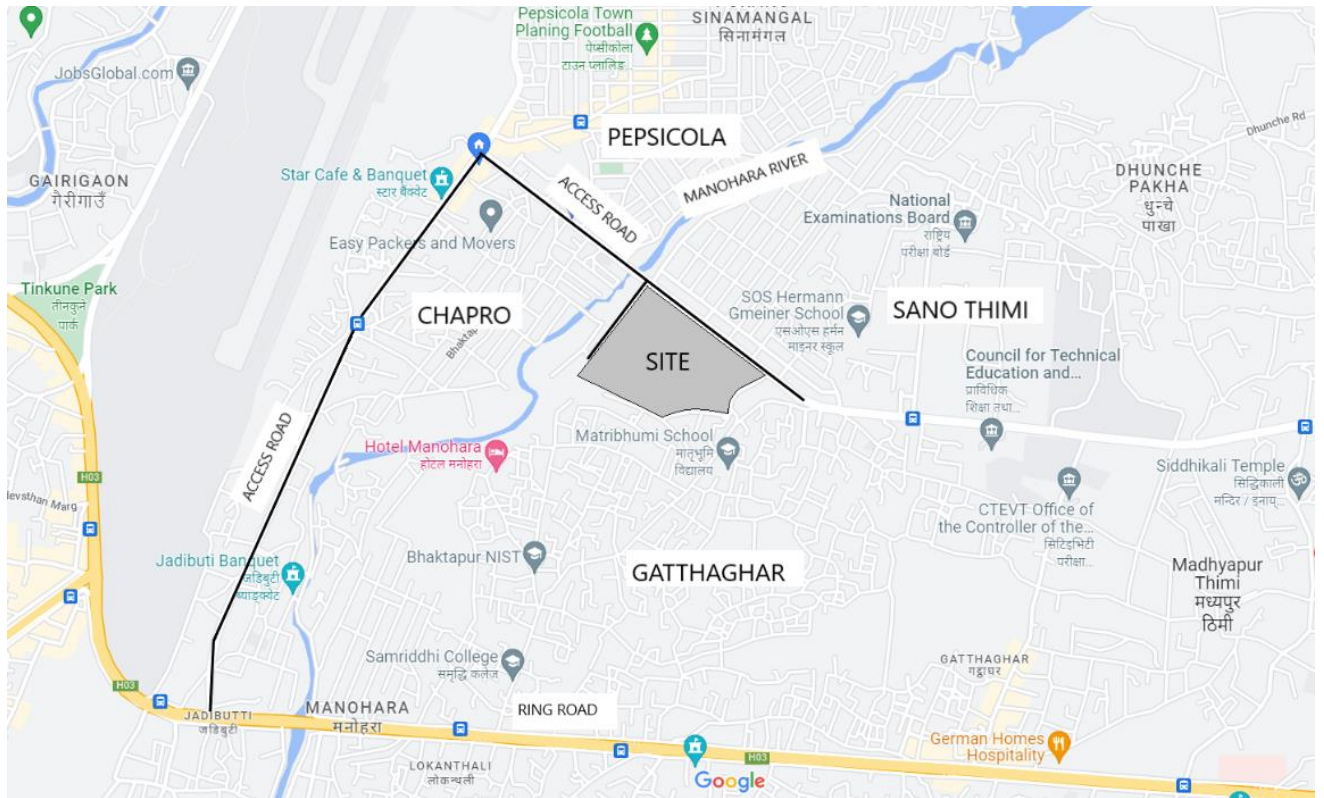 SINAMANGAL
सिनामंगल
Pepsicola Town
Planing Football
पेप्सीकोला
टाउन प्लालिङ...
JobsGlobal.com
PEPSICOLA
Dhunche Rd
GAIRIGAON
गैरीगाउँ
Star Cafe & Banquet
स्टार बैंक्वेट
ACCESS ROAD
MANOHARA RIVER
DHUNCHE
PAKHA
धुन्चे
पाखा
National
Examinations Board
राष्ट्रिय
परीक्षा बोर्ड
Easy Packers and Movers
Tinkune Park
तीनकुने
पार्क
CHAPRO
SOS Hermann
Gmeiner School
एसओएस हर्मन
माइनर स्कूल
SANO THIMI
SITE
Council for Technical
Education and...
प्राविधिक
शिक्षा तथा...
ACCESS ROAD
Hotel Manohara
होटल मनोहरा
Matribhumi School
मातृभूमि
विद्यालय
Siddhikali Temple
सिद्धिकाली
मन्दिर / इनाय्...
H03
levsthan Marg
CTEVT Office of
the Controller of the...
सिटिइभिटी
परीक्षा...
Jadibuti Banquet
जडिबुटी
ब्याङ्क्वेट
Bhaktapur NIST
GATTHAGHAR
Madhyapur
Thimi
मध्यपुर
ठिमी
Samriddhi College
समृद्धि कलेज
GATTHAGHAR
गठ्ठाघर
H03
JADIBUTTI
जडिबुटी
MANOHARA
मनोहरा
RING ROAD
German Homes
Hospitality
LOKANTHALI
लोकन्थली
H03
Google